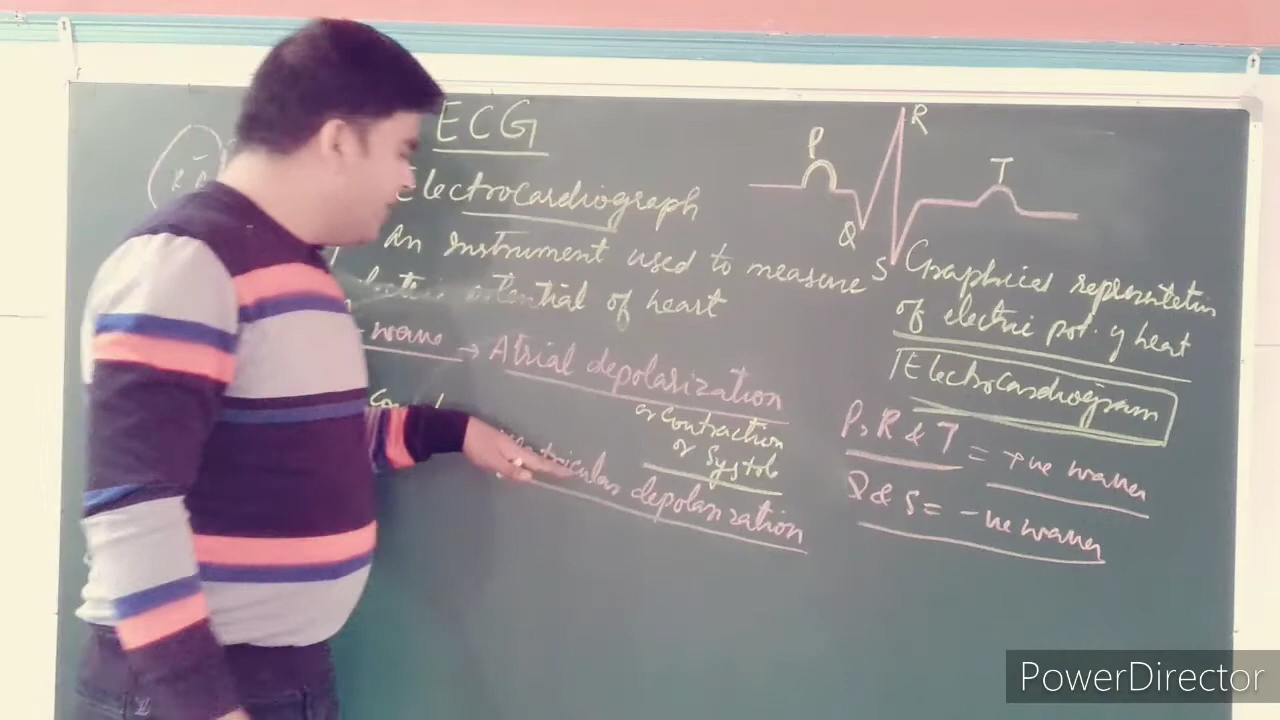 ECG
Electrocardiograph
An instrument used to measure
potential of heart
wave → Atrial depolarization
or Contraction
or Systole
ventricular depolarization
P
Q
R
S
T
Graphical representation
of electric pot. of heart
Electrocardiogram
P, R & T = +ve waves
Q & S = -ve waves
PowerDirector